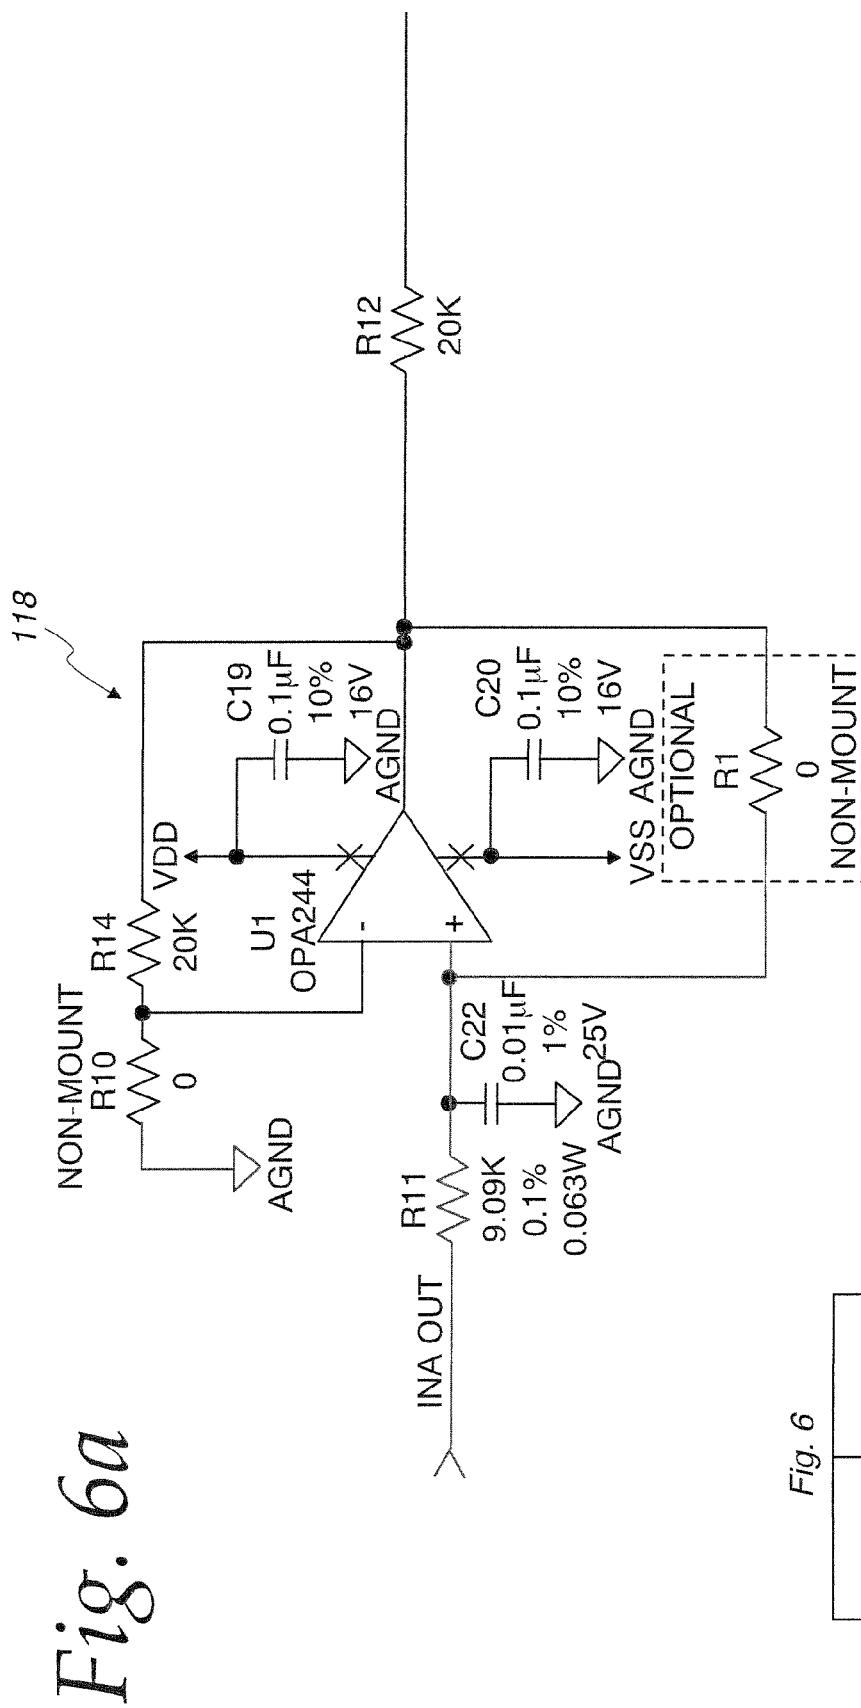 Fig. 6a
118
NON-MOUNT
R10
0
AGND
R14
20K
VDD
C19
0.1µF
10%
16V
AGND
U1
OPA244
-
+
R12
20K
INA OUT
R11
9.09K
0.1%
0.063W
C22
0.01µF
1%
25V
AGND
C20
0.1µF
10%
16V
VSS AGND
OPTIONAL
R1
0
NON-MOUNT
Fig. 6